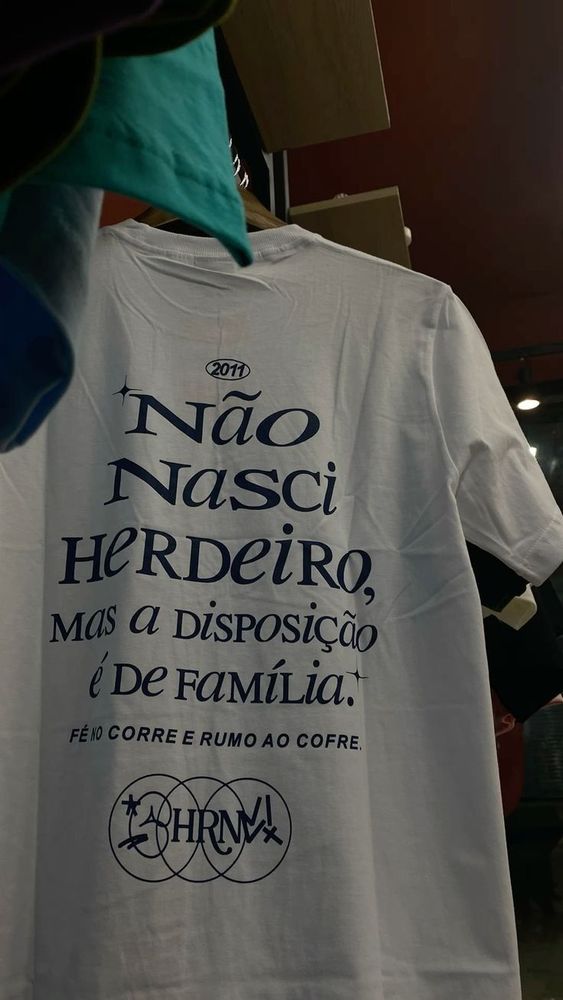 2011
Não
Nasci
Herdeiro,
Mas a Disposição
é De Família.
FÉ NO CORRE E RUMO AO COFRE.